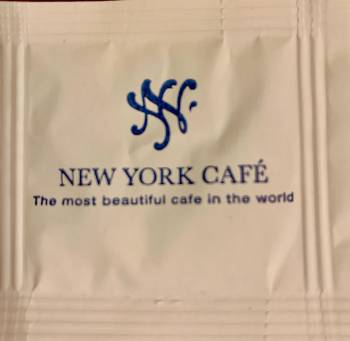 NEW YORK CAFÉ
The most beautiful cafe in the world